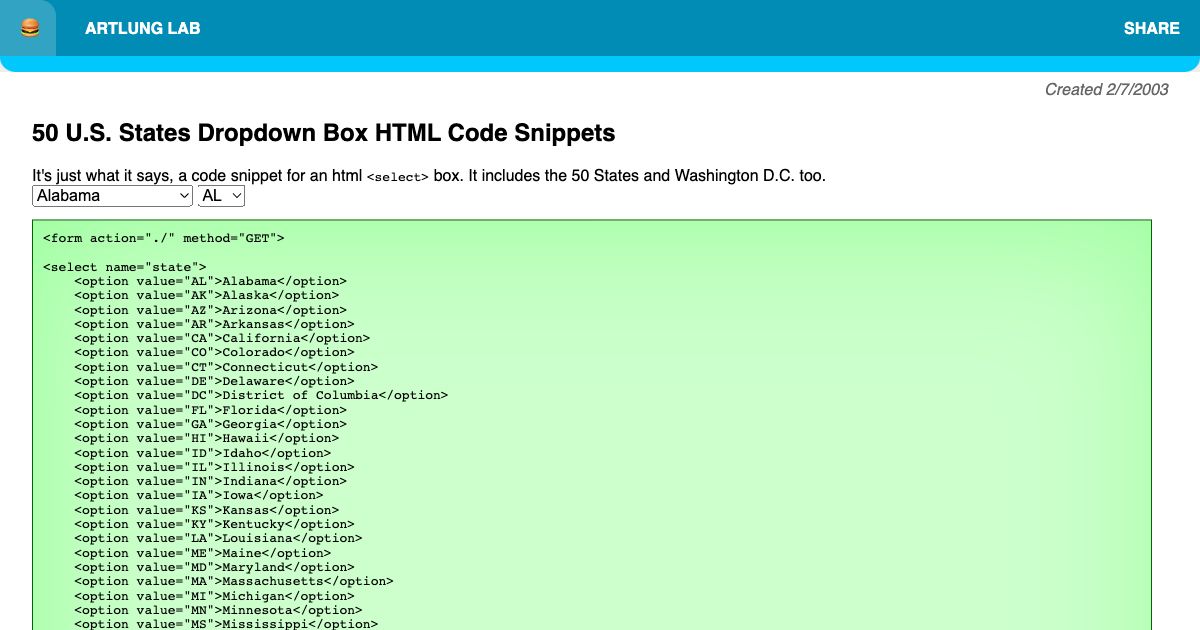 ARTLUNG LAB
SHARE
Created 2/7/2003
50 U.S. States Dropdown Box HTML Code Snippets
It's just what it says, a code snippet for an html <select> box. It includes the 50 States and Washington D.C. too.
Alabama AL
<form action="./" method="GET">
<select name="state">
<option value="AL">Alabama</option>
<option value="AK">Alaska</option>
<option value="AZ">Arizona</option>
<option value="AR">Arkansas</option>
<option value="CA">California</option>
<option value="CO">Colorado</option>
<option value="CT">Connecticut</option>
<option value="DE">Delaware</option>
<option value="DC">District of Columbia</option>
<option value="FL">Florida</option>
<option value="GA">Georgia</option>
<option value="HI">Hawaii</option>
<option value="ID">Idaho</option>
<option value="IL">Illinois</option>
<option value="IN">Indiana</option>
<option value="IA">Iowa</option>
<option value="KS">Kansas</option>
<option value="KY">Kentucky</option>
<option value="LA">Louisiana</option>
<option value="ME">Maine</option>
<option value="MD">Maryland</option>
<option value="MA">Massachusetts</option>
<option value="MI">Michigan</option>
<option value="MN">Minnesota</option>
<option value="MS">Mississippi</option>